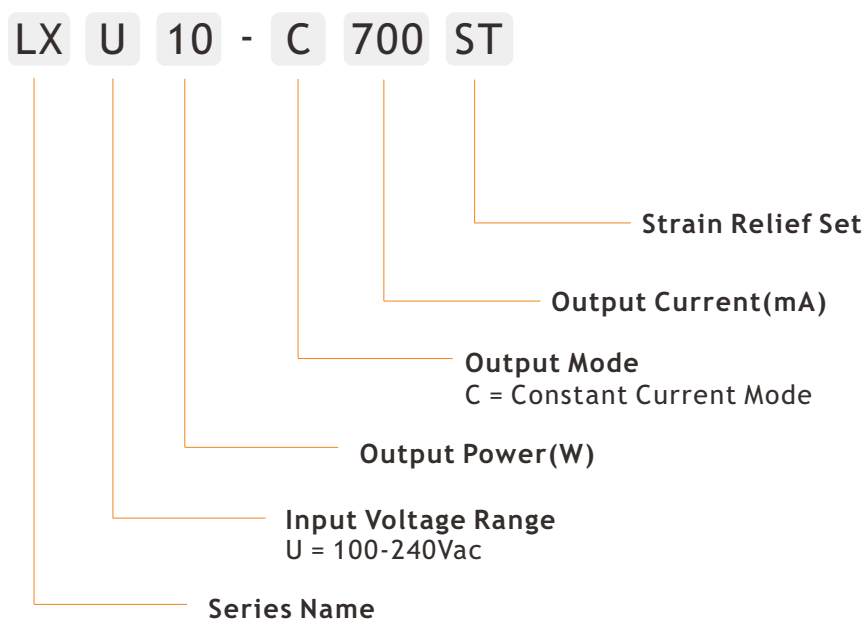 LX U 10 - C 700 ST
Strain Relief Set
Output Current(mA)
Output Mode
C = Constant Current Mode
Output Power(W)
Input Voltage Range
U = 100-240Vac
Series Name